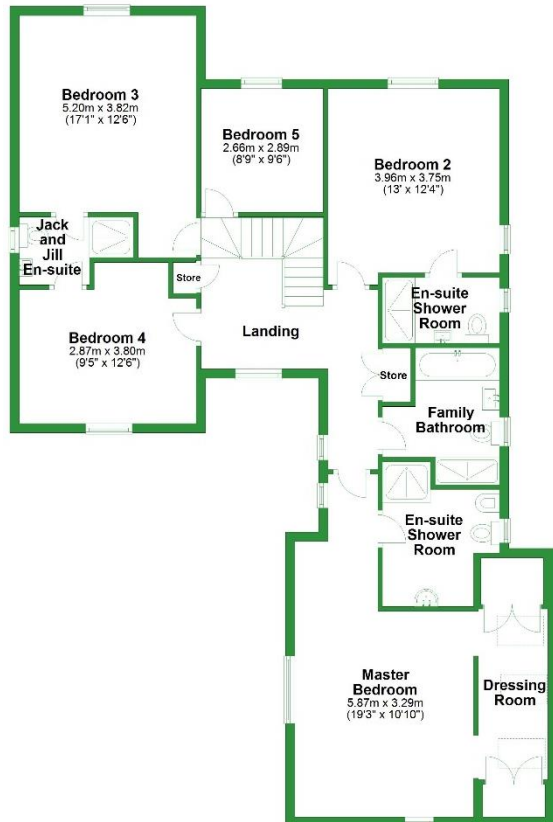 Bedroom 3
5.20m x 3.82m
(17'1" x 12'6")
Bedroom 5
2.66m x 2.89m
(8'9" x 9'6")
Bedroom 2
3.96m x 3.75m
(13' x 12'4")
Jack
and
Jill
En-suite
Store
En-suite
Shower
Room
Bedroom 4
2.87m x 3.80m
(9'5" x 12'6")
Landing
Store
Family
Bathroom
En-suite
Shower
Room
Master
Bedroom
5.87m x 3.29m
(19'3" x 10'10")
Dressing
Room